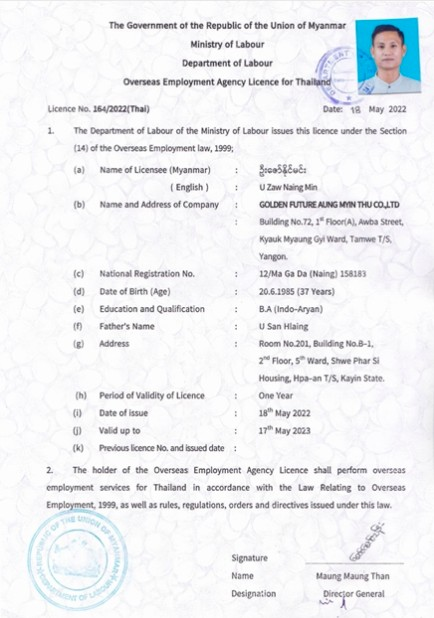 The Government of the Republic of the Union of Myanmar
Ministry of Labour
Department of Labour
Overseas Employment Agency Licence for Thailand
Licence No. 164/2022(Thai) Date: 18 May 2022
1. The Department of Labour of the Ministry of Labour issues this licence under the Section
(14) of the Overseas Employment law, 1999;
(a) Name of Licensee (Myanmar) : ဦးဇော်နိုင်မင်း
( English ) : U Zaw Naing Min
(b) Name and Address of Company : GOLDEN FUTURE AUNG MYIN THU CO.,LTD
: Building No.72, 1st Floor(A), Awba Street,
Kyauk Myaung Gyi Ward, Tamwe T/S,
Yangon.
(c) National Registration No. : 12/Ma Ga Da (Naing) 158183
(d) Date of Birth (Age) : 20.6.1985 (37 Years)
(e) Education and Qualification : B.A (Indo-Aryan)
(f) Father's Name : U San Hlaing
(g) Address : Room No.201, Building No.B-1,
2nd Floor, 5th Ward, Shwe Phar Si
Housing, Hpa-an T/S, Kayin State.
(h) Period of Validity of Licence : One Year
(i) Date of issue : 18th May 2022
(j) Valid up to : 17th May 2023
(k) Previous licence No. and issued date :
2. The holder of the Overseas Employment Agency Licence shall perform overseas
employment services for Thailand in accordance with the Law Relating to Overseas
Employment, 1999, as well as rules, regulations, orders and directives issued under this law.
Signature
Name Maung Maung Than
Designation Director General